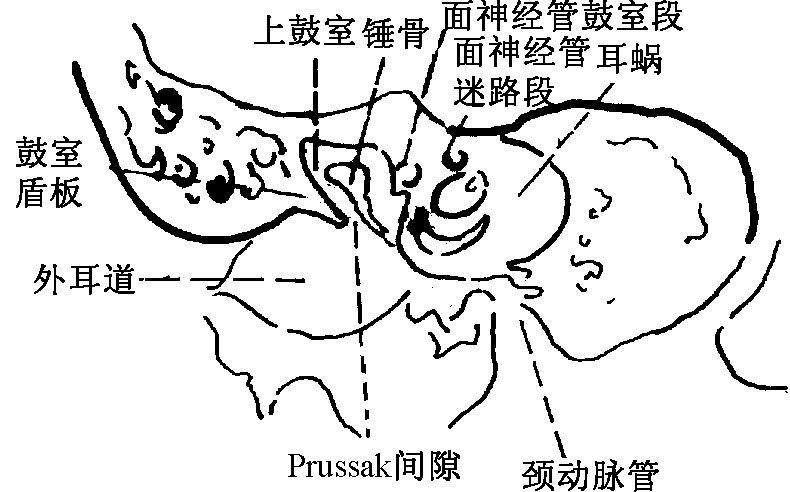 面神经管鼓室段
上鼓室 锤骨
面神经管 耳蜗
迷路段
鼓室
盾板
外耳道
Prussak间隙
颈动脉管